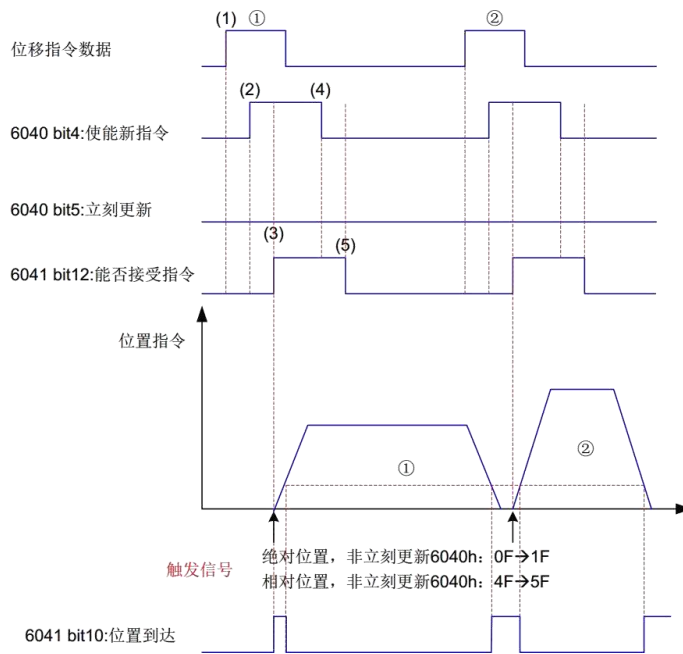 (1) ① ②
位移指令数据
(2) (4)
6040 bit4:使能新指令
6040 bit5:立刻更新
(3) (5)
6041 bit12:能否接受指令
位置指令
① ②
绝对位置，非立刻更新6040h：0F→1F
触发信号
相对位置，非立刻更新6040h：4F→5F
6041 bit10:位置到达